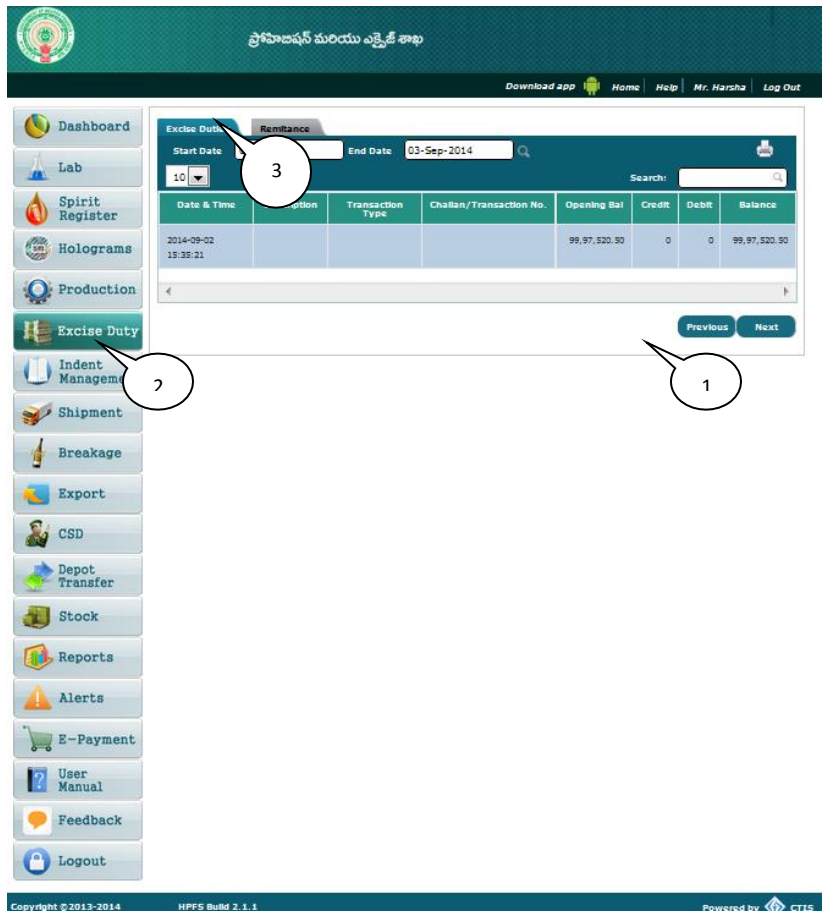 ప్రోహిబిషన్ మరియు ఎక్సైజ్ శాఖ
Download app Home Help Mr. Harsha Log Out
Dashboard
Lab
Spirit
Register
Holograms
Production
Excise Duty
Indent
Shipment
Breakage
Export
CSD
Depot
Transfer
Stock
Reports
Alerts
E-Payment
User
Manual
Feedback
Logout
Excise Remitance
Start Date End Date 03-Sep-2014
3
10 Search:
Date & Time Transaction Type Challan/Transaction No. Opening Bal Credit Debit Balance
2014-09-02 99,97,520.50 0 0 99,97,520.50
15:35:21
Previous Next
2
1
Copyright ©2013-2014 HPFS Build 2.1.1 Powered by CTIS